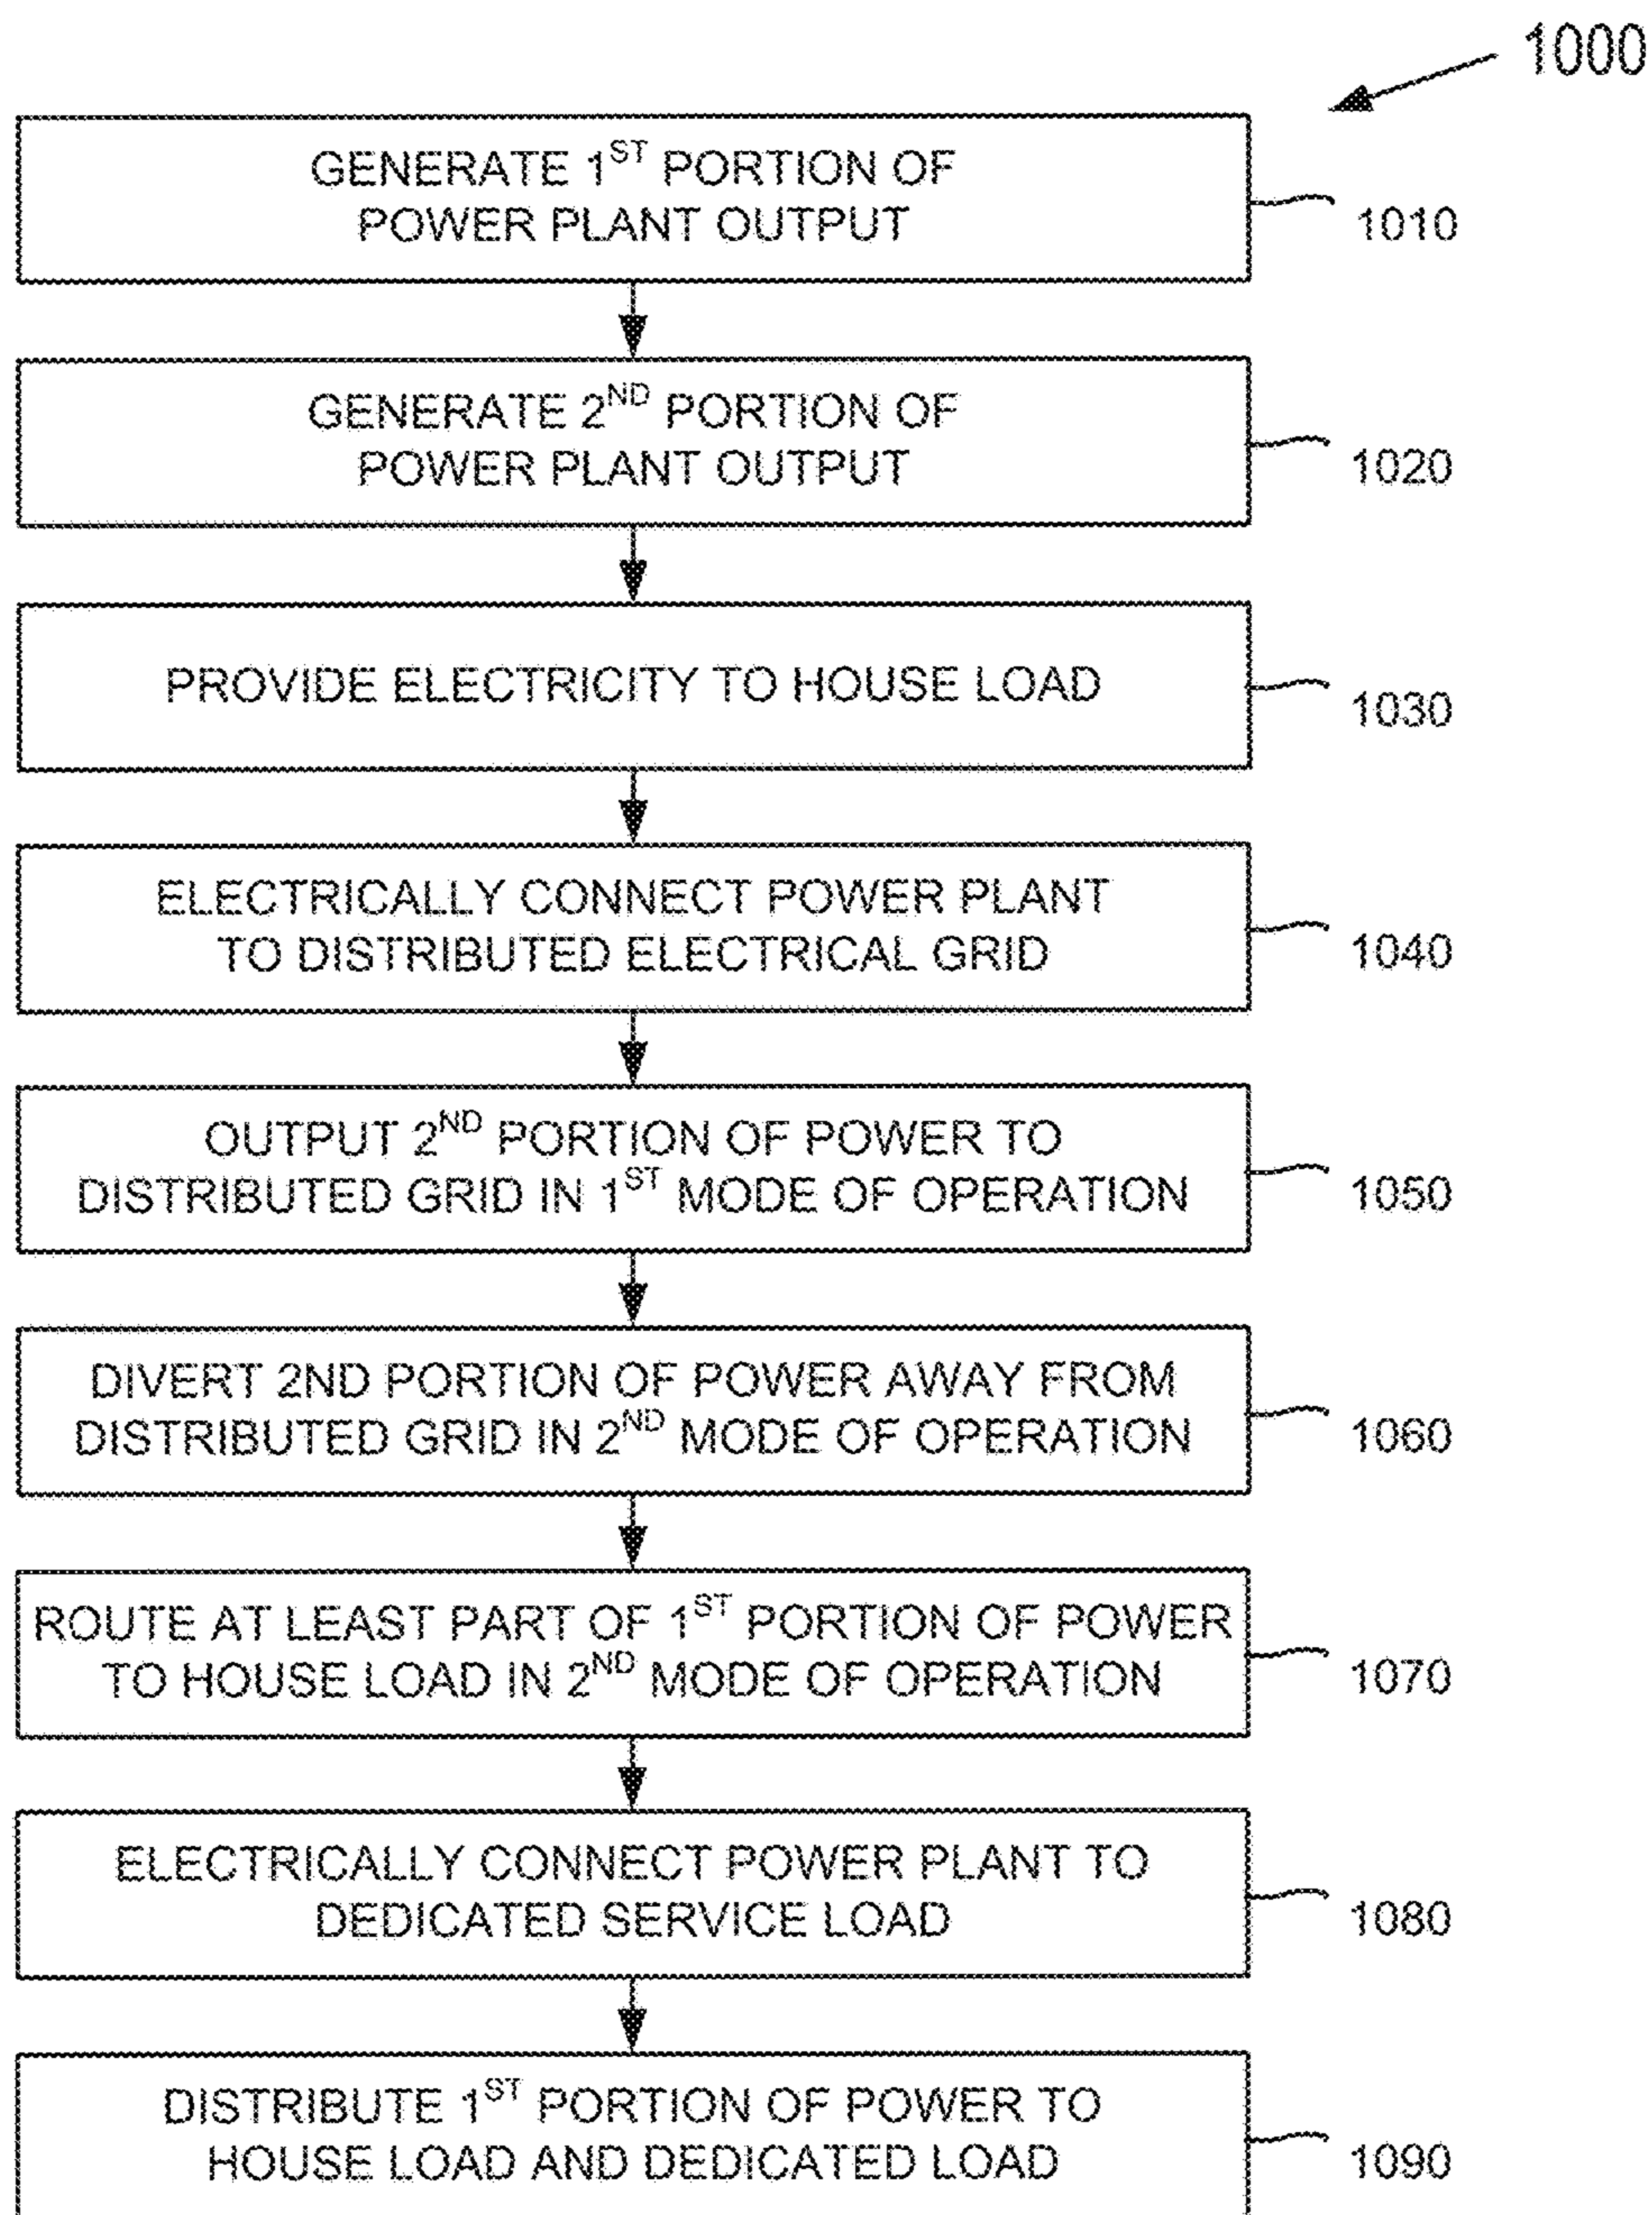 1000
GENERATE 1ST PORTION OF
POWER PLANT OUTPUT
1010
GENERATE 2ND PORTION OF
POWER PLANT OUTPUT
1020
PROVIDE ELECTRICITY TO HOUSE LOAD
1030
ELECTRICALLY CONNECT POWER PLANT
TO DISTRIBUTED ELECTRICAL GRID
1040
OUTPUT 2ND PORTION OF POWER TO
DISTRIBUTED GRID IN 1ST MODE OF OPERATION
1050
DIVERT 2ND PORTION OF POWER AWAY FROM
DISTRIBUTED GRID IN 2ND MODE OF OPERATION
1060
ROUTE AT LEAST PART OF 1ST PORTION OF POWER
TO HOUSE LOAD IN 2ND MODE OF OPERATION
1070
ELECTRICALLY CONNECT POWER PLANT TO
DEDICATED SERVICE LOAD
1080
DISTRIBUTE 1ST PORTION OF POWER TO
HOUSE LOAD AND DEDICATED LOAD
1090